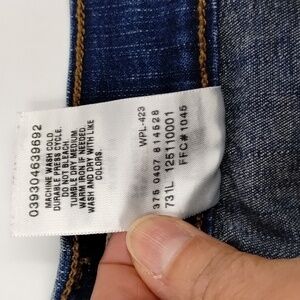 039304639692
MACHINE WASH COLD
DURABLE PRESS CYCLE.
DO NOT BLEACH.
TUMBLE DRY MEDIUM.
WARM IRON IF NEEDED.
WASH AND DRY WITH LIKE
COLORS.
WPL-423
375 0407 814528
731L 125110001
FFC#1045